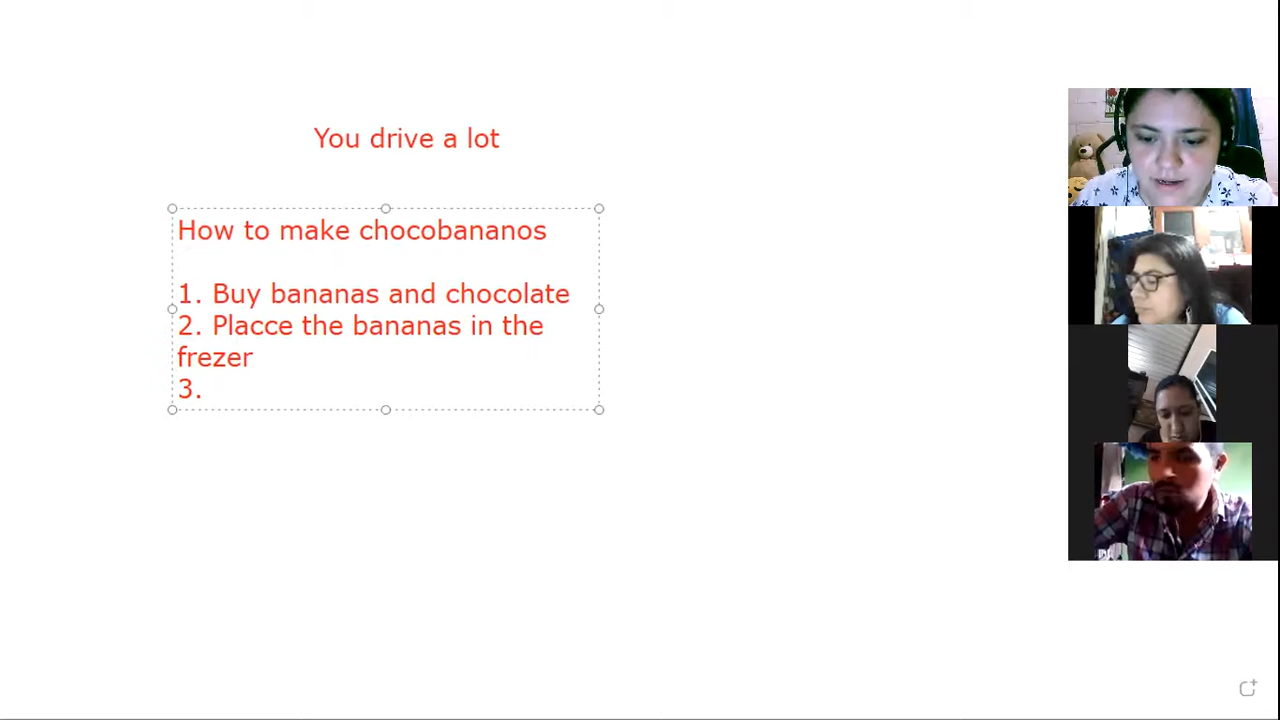 You drive a lot
How to make chocobananos
1. Buy bananas and chocolate
2. Placce the bananas in the
frezer
3.